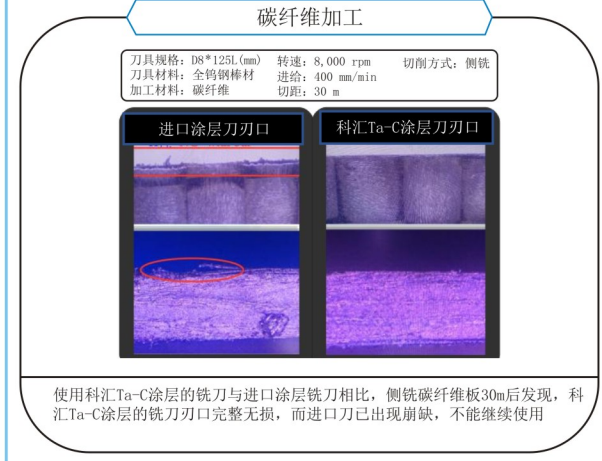 碳纤维加工
刀具规格：D8*125L(mm)  转速：8,000 rpm  切削方式：侧铣
刀具材料：全钨钢棒材  进给：400 mm/min
加工材料：碳纤维  切距：30 m
进口涂层刀刃口  科汇Ta-C涂层刀刃口
使用科汇Ta-C涂层的铣刀与进口涂层铣刀相比，侧铣碳纤维板30m后发现，科
汇Ta-C涂层的铣刀刃口完整无损，而进口刀已出现崩缺，不能继续使用